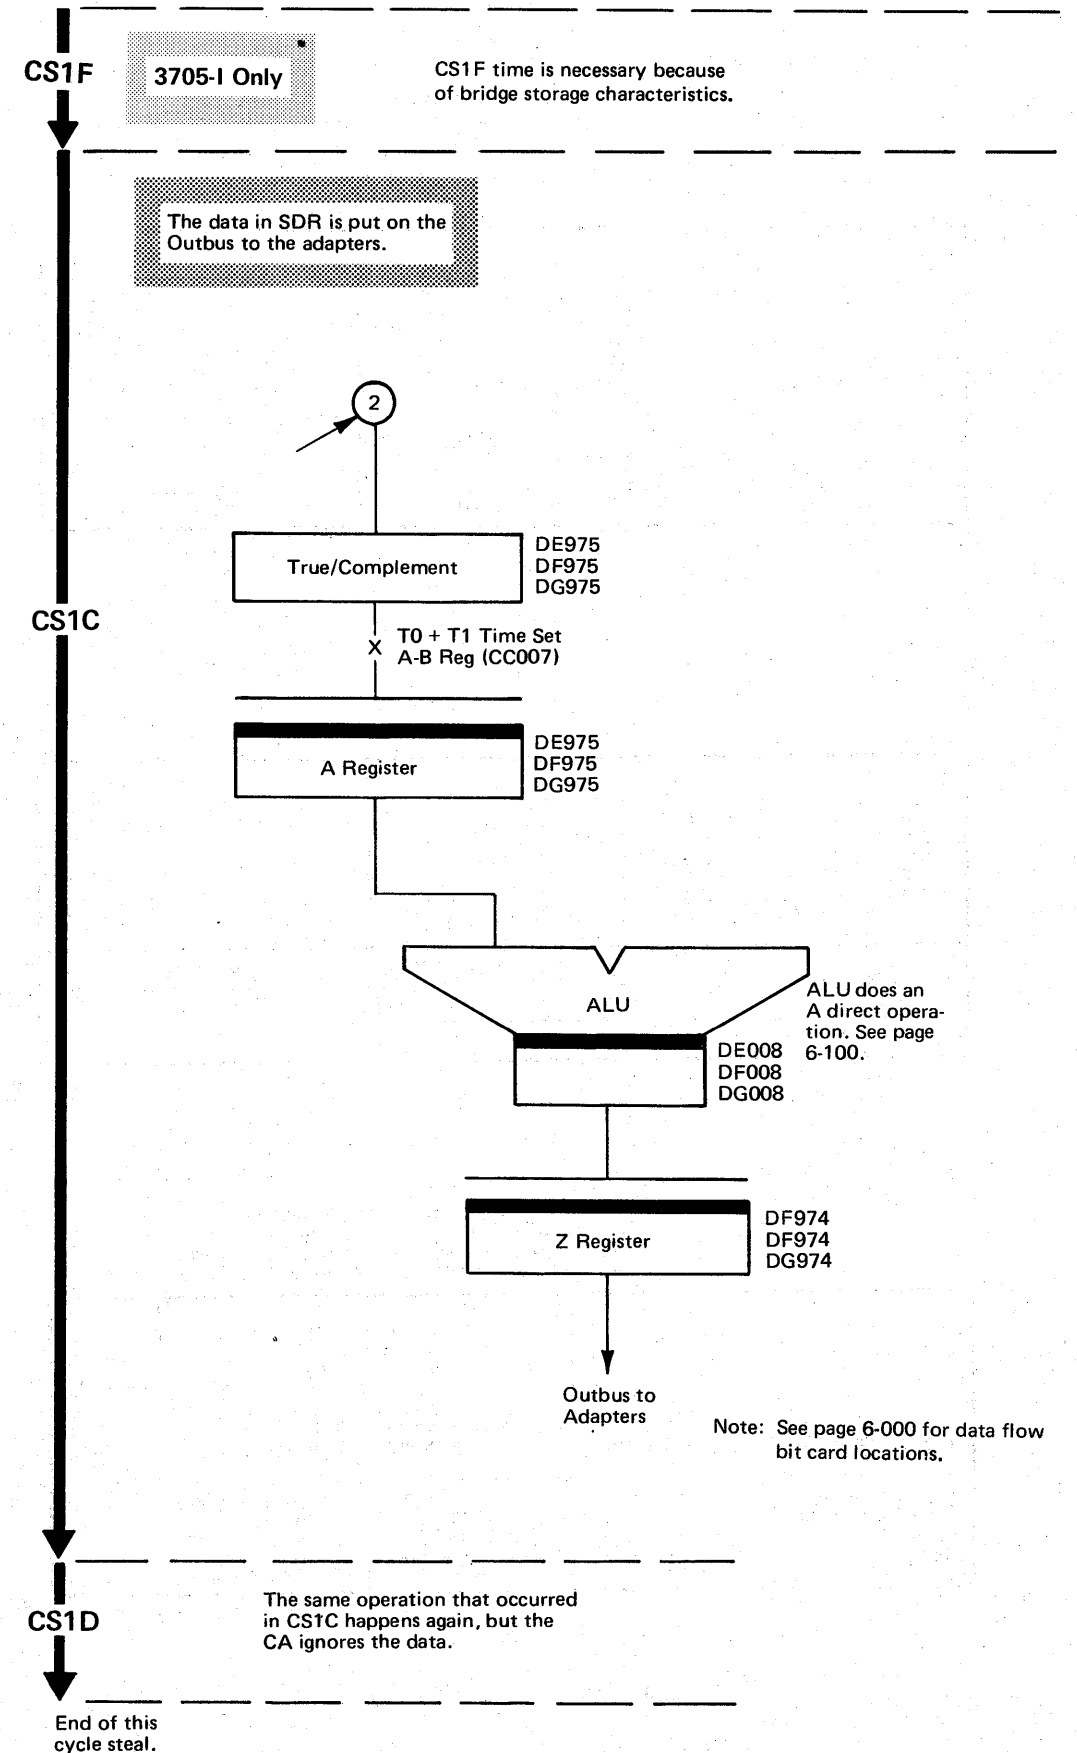 CS1F
3705-I Only
CS1F time is necessary because
of bridge storage characteristics.
The data in SDR is put on the
Outbus to the adapters.
2
True/Complement
DE975
DF975
DG975
CS1C
X
T0 + T1 Time Set
A-B Reg (CC007)
A Register
DE975
DF975
DG975
ALU
ALU does an
A direct opera-
tion. See page
6-100.
DE008
DF008
DG008
Z Register
DF974
DF974
DG974
Outbus to
Adapters
Note: See page 6-000 for data flow
bit card locations.
CS1D
The same operation that occurred
in CS1C happens again, but the
CA ignores the data.
End of this
cycle steal.